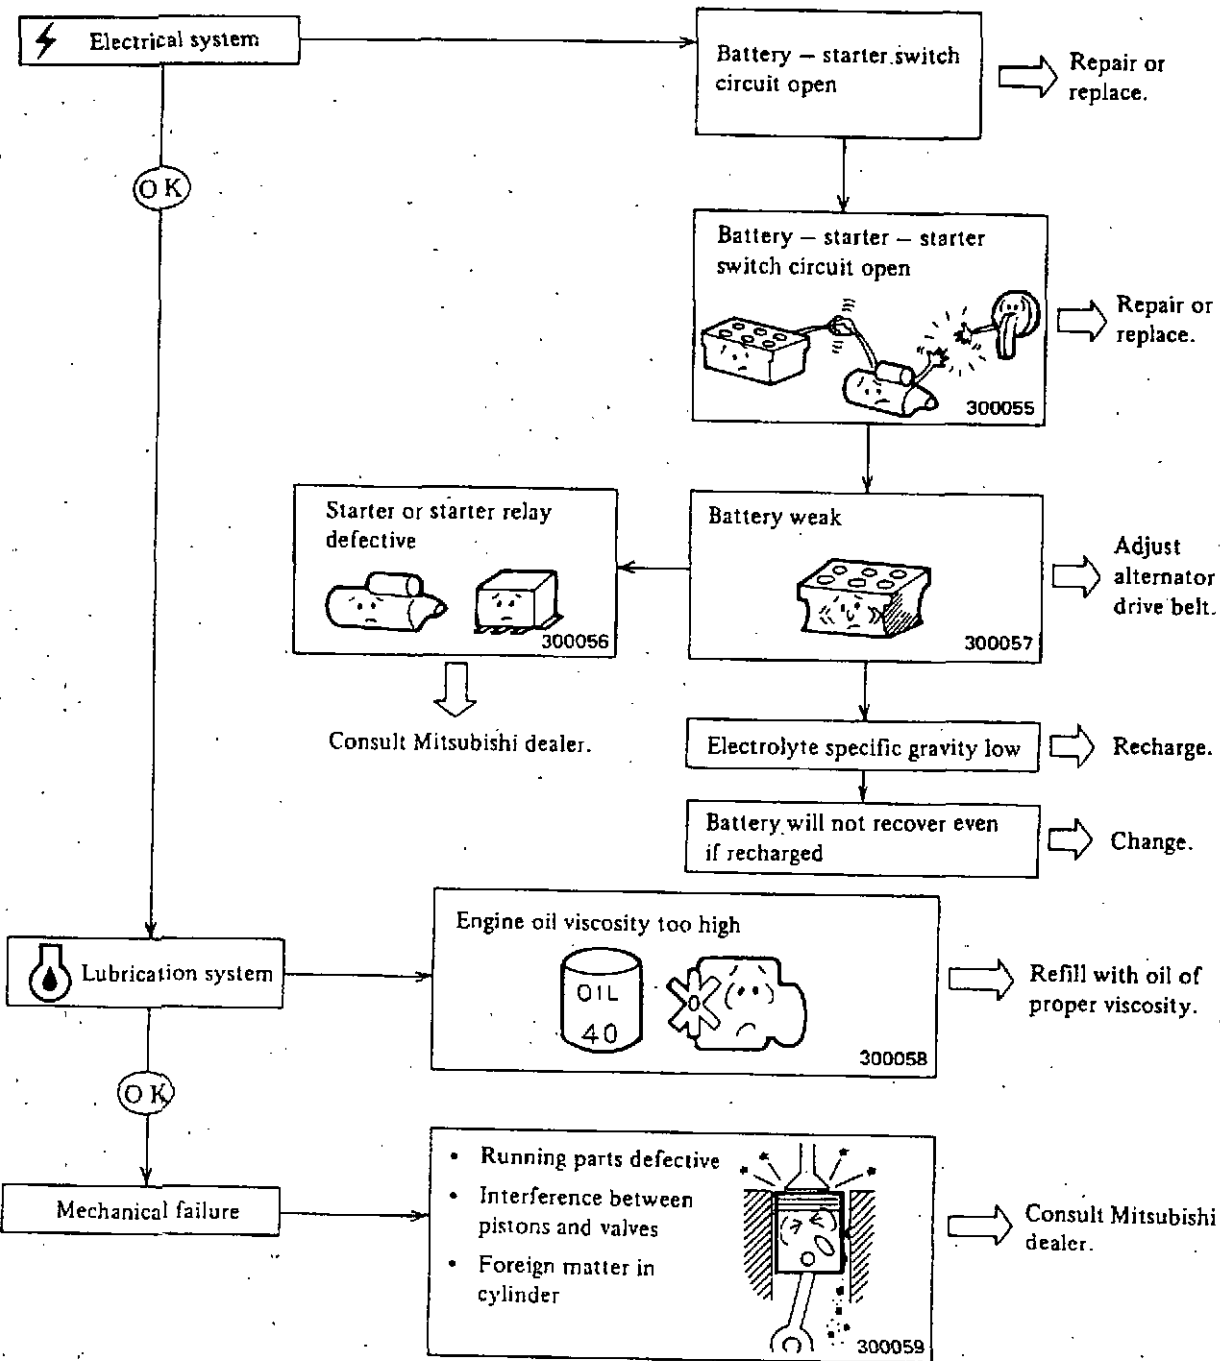 Electrical system
Battery – starter switch
circuit open
Repair or
replace.
OK
Battery – starter – starter
switch circuit open
300055
Repair or
replace.
Starter or starter relay
defective
300056
Consult Mitsubishi dealer.
Battery weak
300057
Adjust
alternator
drive belt.
Electrolyte specific gravity low
Recharge.
Battery will not recover even
if recharged
Change.
Lubrication system
Engine oil viscosity too high
OIL
40
300058
Refill with oil of
proper viscosity.
OK
Mechanical failure
• Running parts defective
• Interference between
pistons and valves
• Foreign matter in
cylinder
300059
Consult Mitsubishi
dealer.